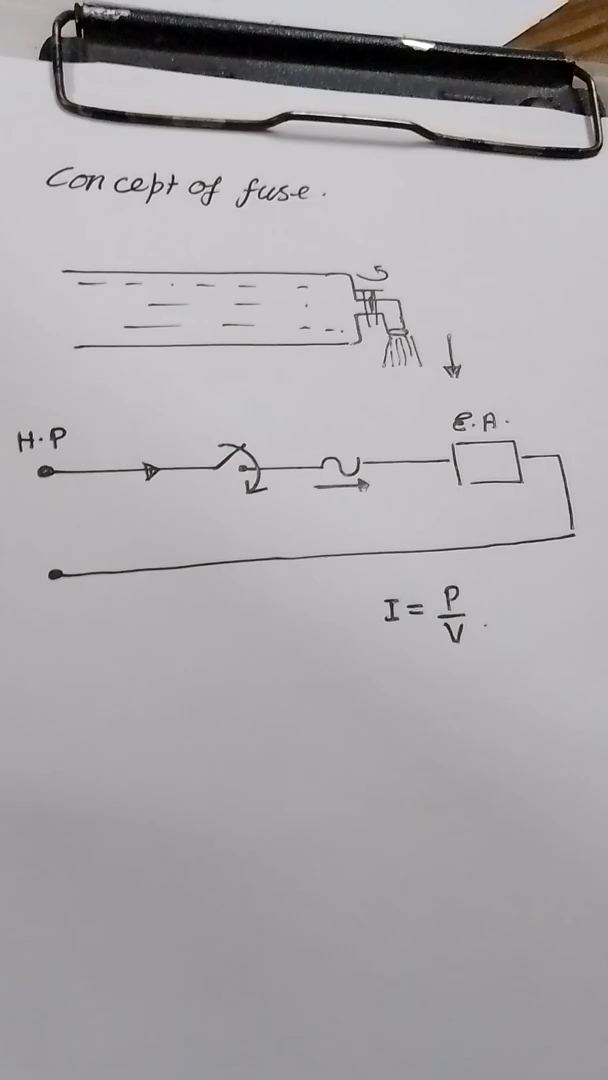 Concept of fuse.
H.P
E.A.
I = P/V.